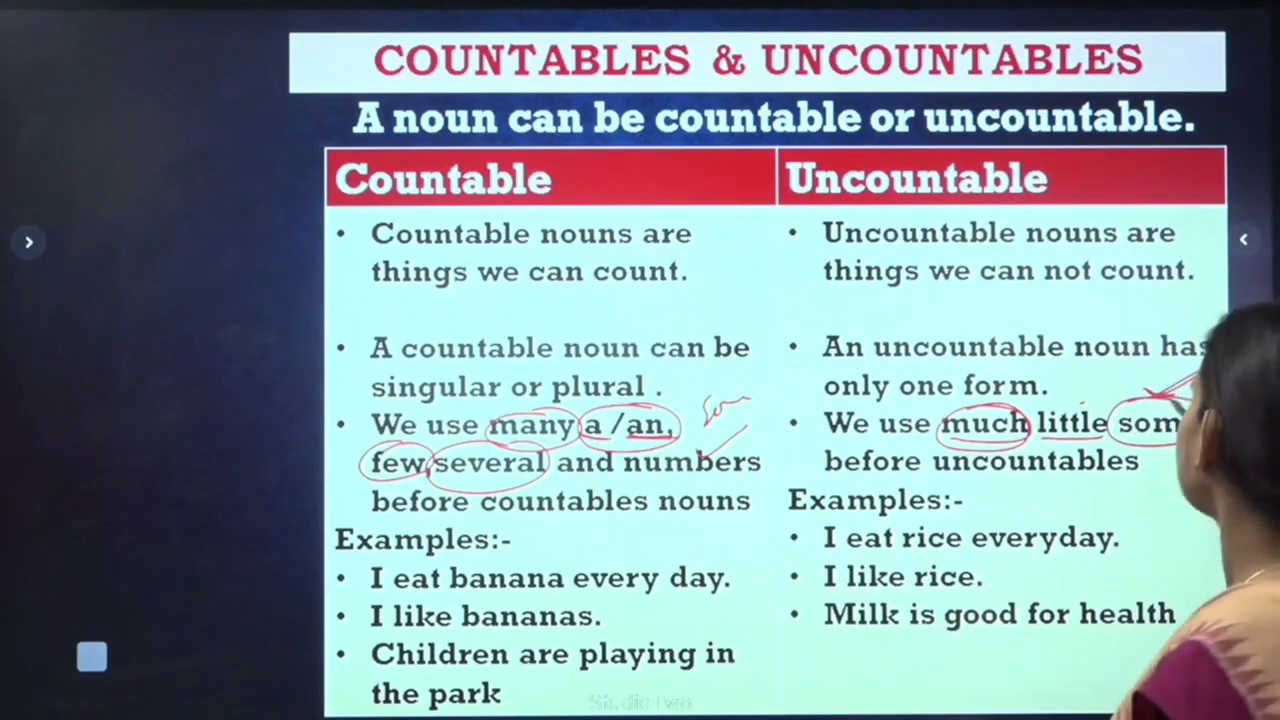 COUNTABLES & UNCOUNTABLES
A noun can be countable or uncountable.
Countable
• Countable nouns are
things we can count.
• A countable noun can be
singular or plural .
• We use many a /an,
few, several and numbers
before countables nouns
Examples:-
• I eat banana every day.
• I like bananas.
• Children are playing in
the park
Uncountable
• Uncountable nouns are
things we can not count.
• An uncountable noun has
only one form.
• We use much little som
before uncountables
Examples:-
• I eat rice everyday.
• I like rice.
• Milk is good for health